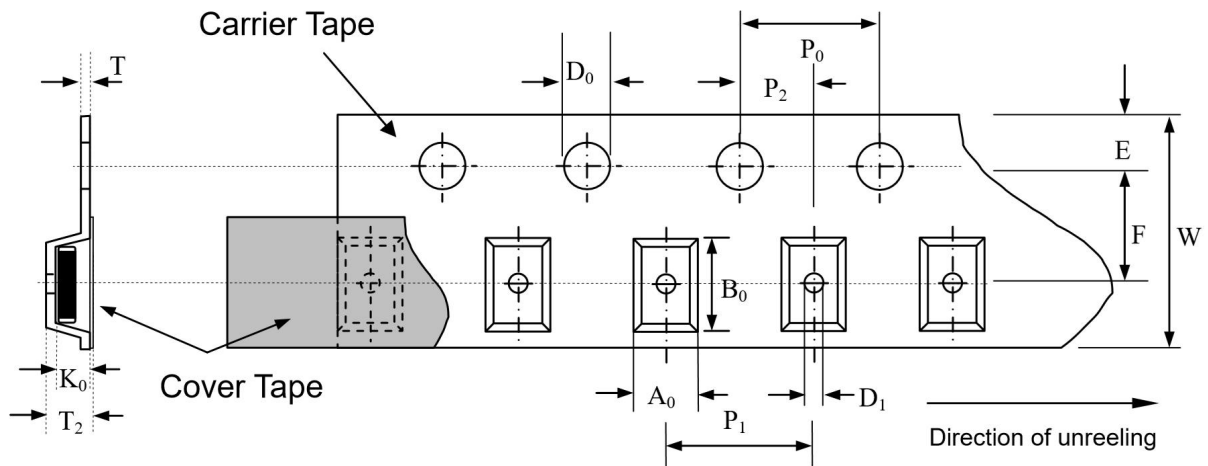 Carrier Tape
T
D₀
P₀
P₂
E
F
W
B₀
K₀
Cover Tape
A₀
D₁
T₂
P₁
Direction of unreeling